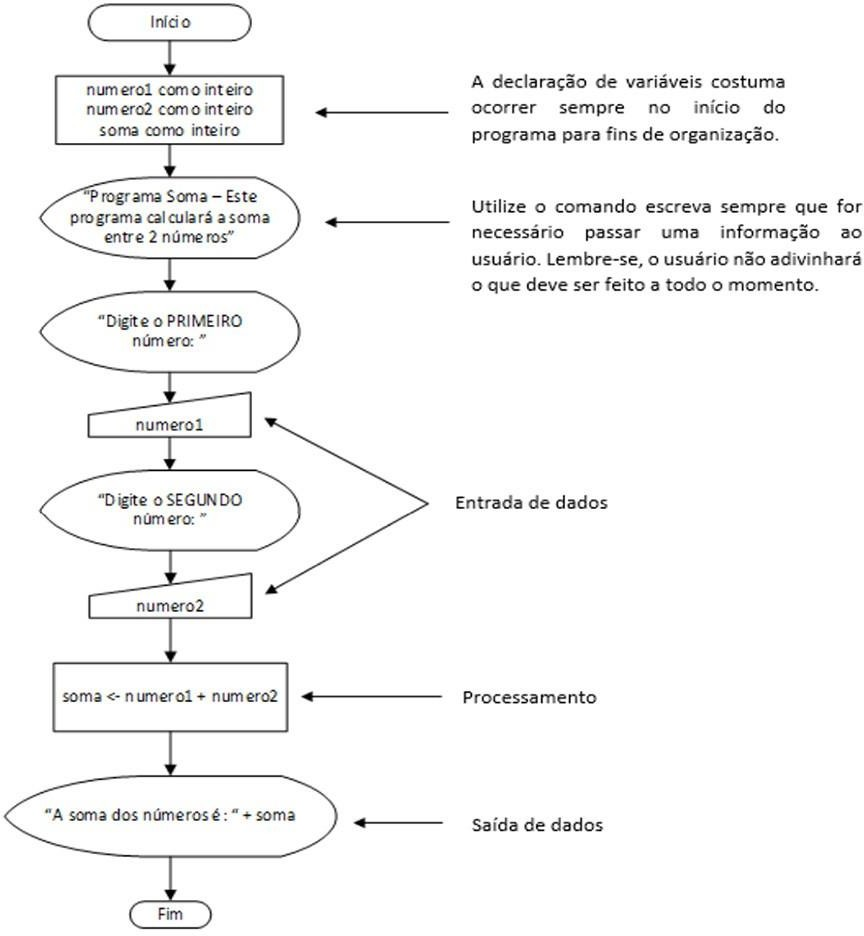 Início
numero1 como inteiro
numero2 como inteiro
soma como inteiro
A declaração de variáveis costuma
ocorrer sempre no início do
programa para fins de organização.
“Programa Soma – Este
programa calculará a soma
entre 2 números”
Utilize o comando escreva sempre que for
necessário passar uma informação ao
usuário. Lembre-se, o usuário não adivinhará
o que deve ser feito a todo o momento.
“Digite o PRIMEIRO
número: ”
numero1
“Digite o SEGUNDO
número: ”
Entrada de dados
numero2
soma <- numero1 + numero2
Processamento
“A soma dos números é : “ + soma
Saída de dados
Fim